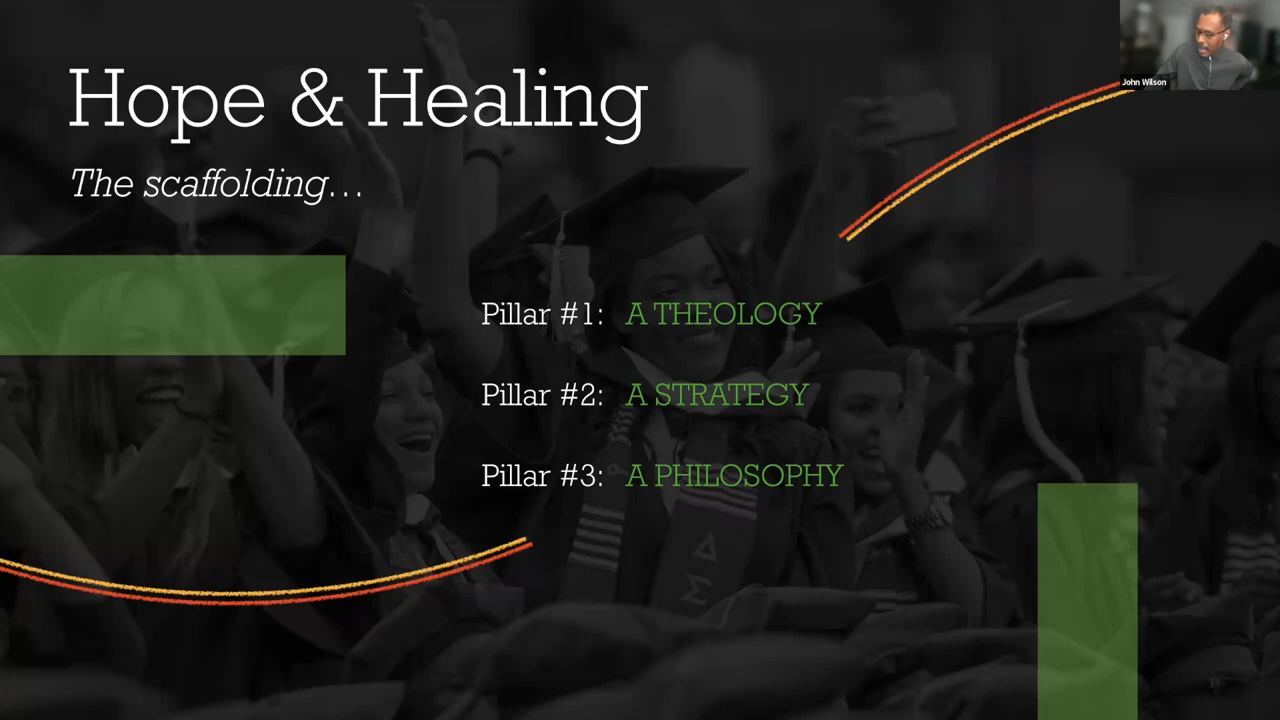 Hope & Healing
The scaffolding...
Pillar #1: A THEOLOGY
Pillar #2: A STRATEGY
Pillar #3: A PHILOSOPHY
John Wilson
Δ
Σ